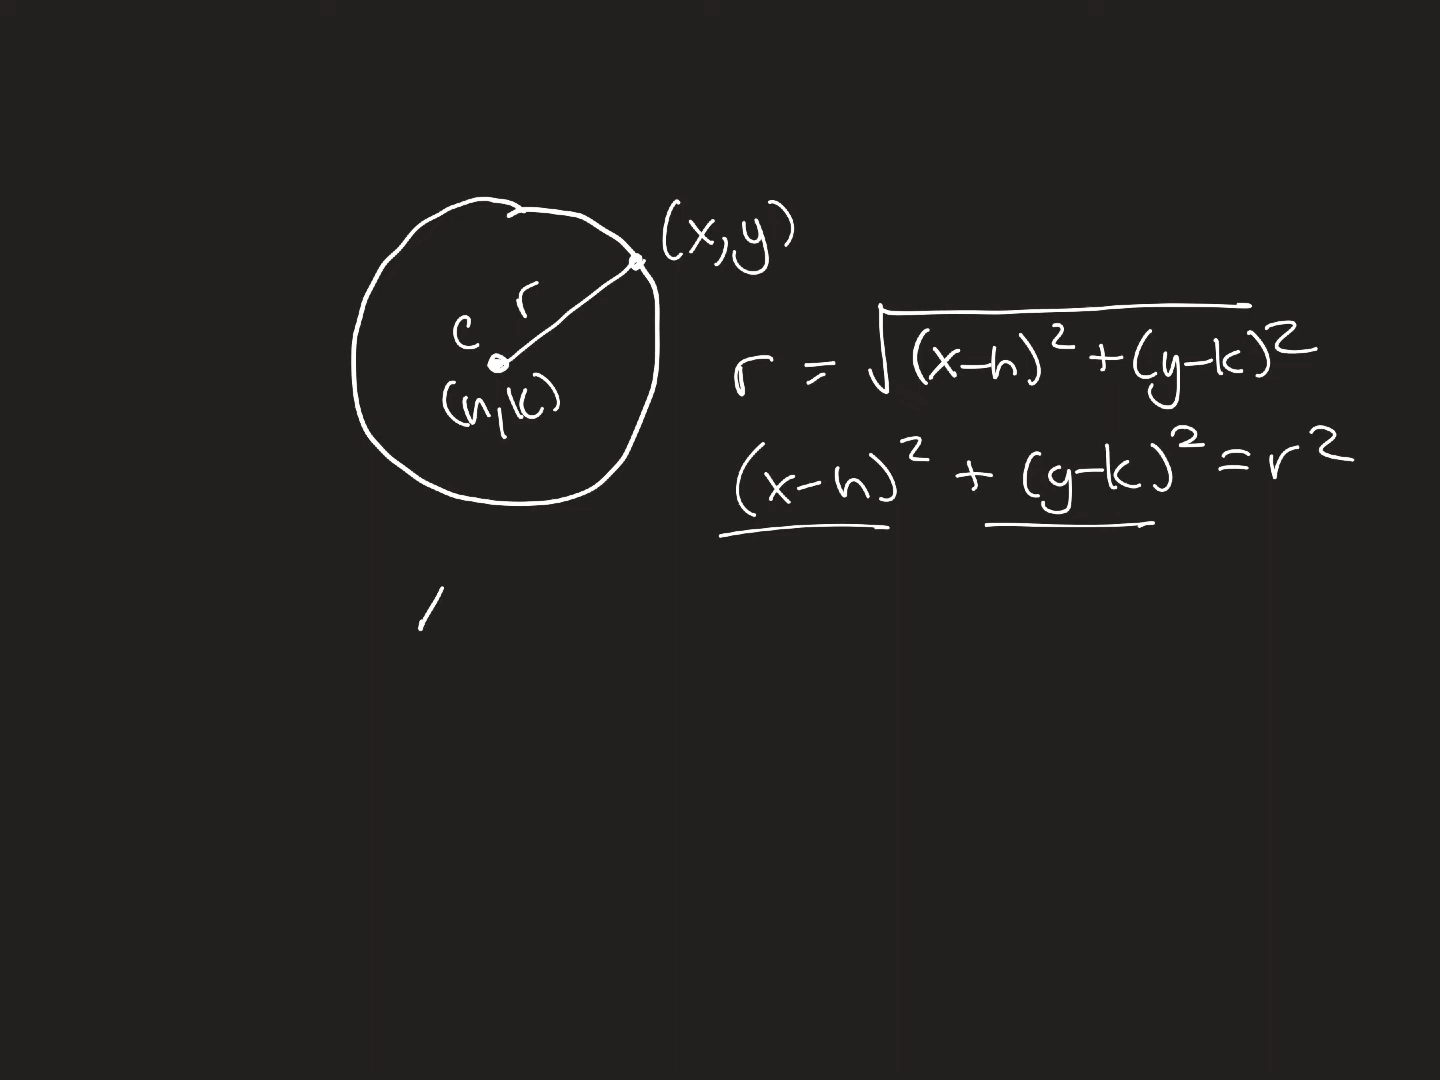 (x,y)
r
c
(h,k)
r = √(x-h)² + (y-k)²
(x-h)² + (y-k)² = r²